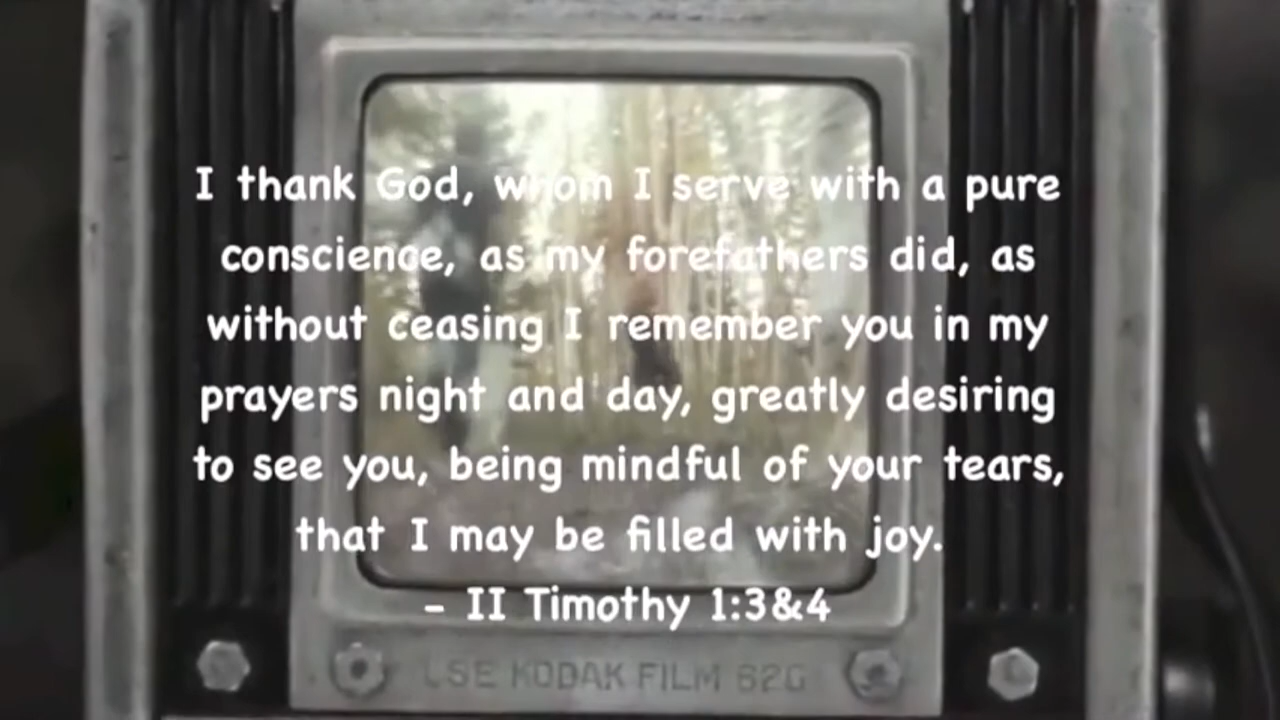 I thank God, whom I serve with a pure
conscience, as my forefathers did, as
without ceasing I remember you in my
prayers night and day, greatly desiring
to see you, being mindful of your tears,
that I may be filled with joy.
- II Timothy 1:3&4
USE KODAK FILM 620